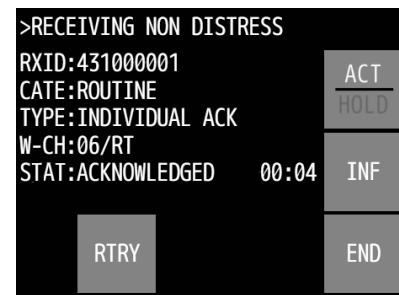 >RECEIVING NON DISTRESS
RXID:431000001
CATE:ROUTINE
TYPE:INDIVIDUAL ACK
W-CH:06/RT
STAT:ACKNOWLEDGED 00:04
ACT
HOLD
INF
RTRY
END